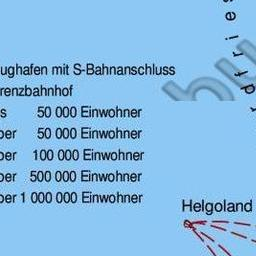 ughafen mit S-Bahnanschluss
renzbahnhof
s 50 000 Einwohner
ber 50 000 Einwohner
ber 100 000 Einwohner
ber 500 000 Einwohner
ber 1 000 000 Einwohner
Helgoland
dfries